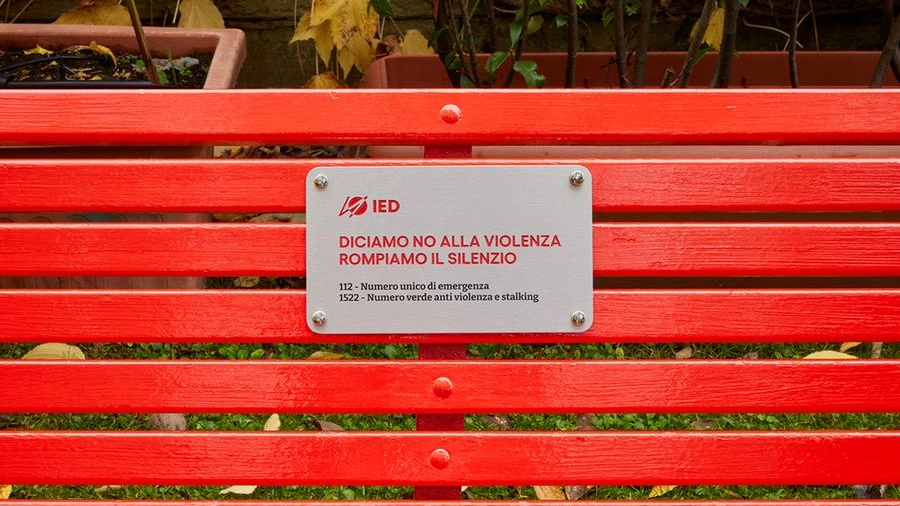 IED
DICIAMO NO ALLA VIOLENZA
ROMPIAMO IL SILENZIO
112 - Numero unico di emergenza
1522 - Numero verde anti violenza e stalking